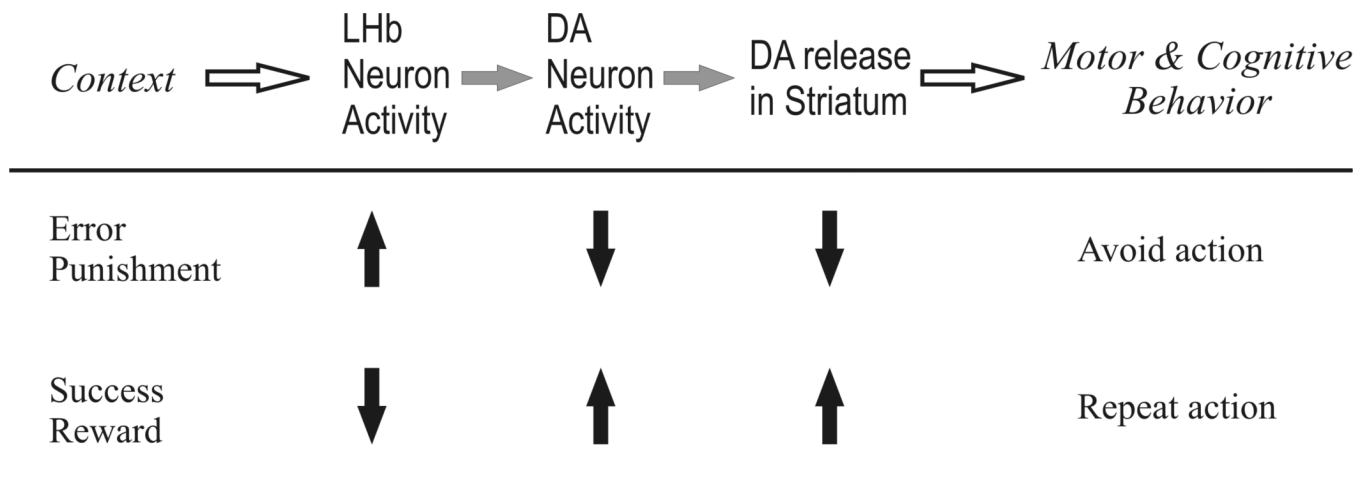 Context
LHb
Neuron
Activity
DA
Neuron
Activity
DA release
in Striatum
Motor & Cognitive
Behavior
Error
Punishment
Avoid action
Success
Reward
Repeat action